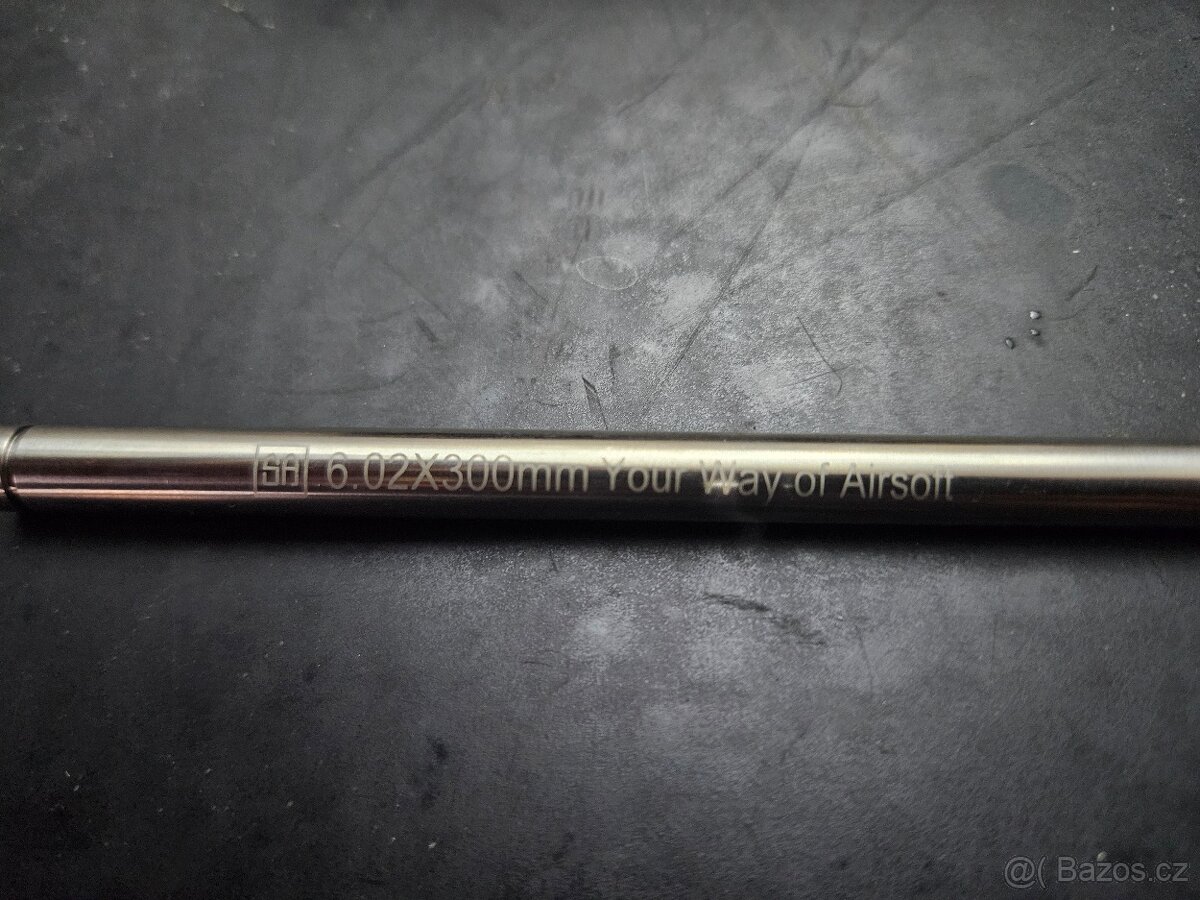 SA 6.02X300mm Your Way of Airsoft
@( Bazos.cz